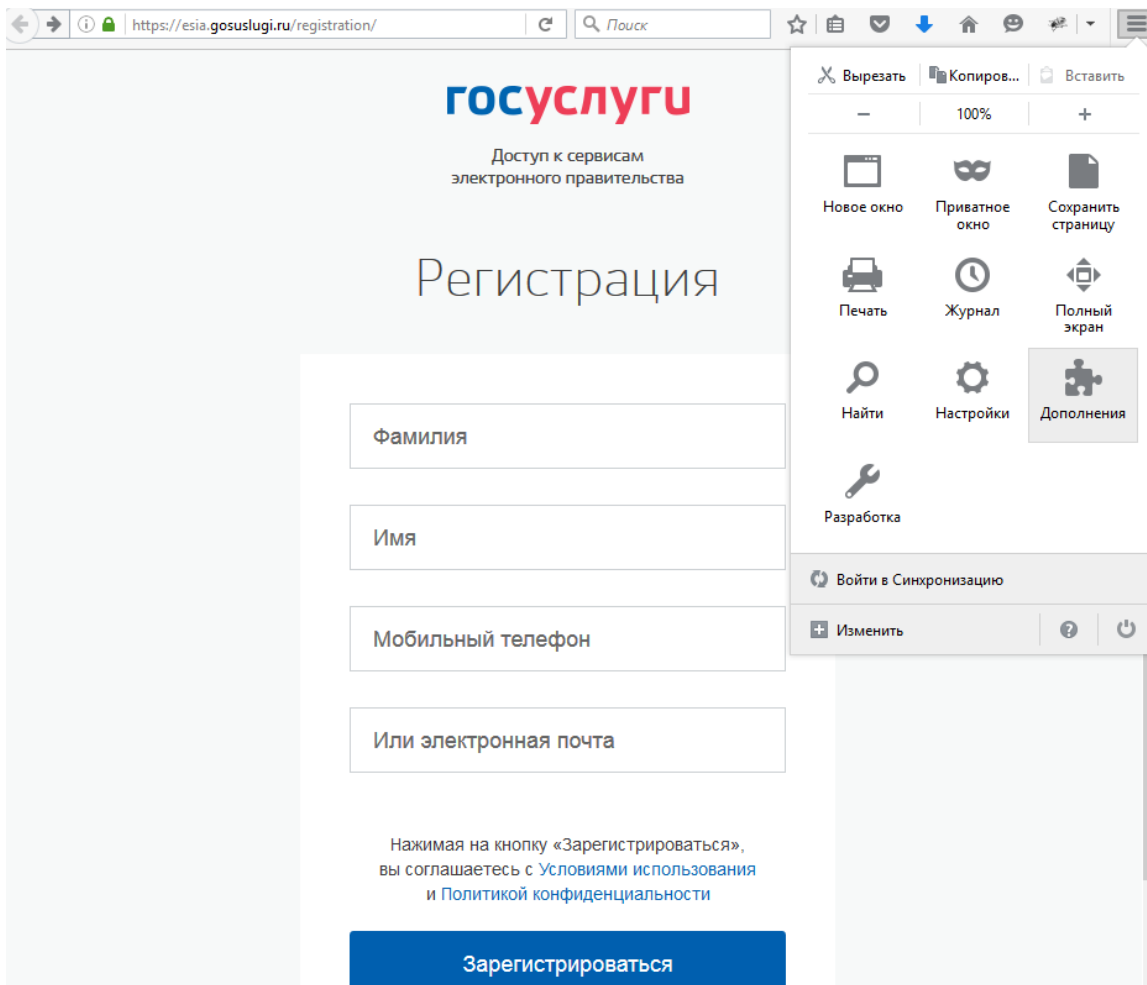 https://esia.gosuslugi.ru/registration/
Поиск
госуслуги
Доступ к сервисам
электронного правительства
Регистрация
Фамилия
Имя
Мобильный телефон
Или электронная почта
Нажимая на кнопку «Зарегистрироваться»,
вы соглашаетесь с Условиями использования
и Политикой конфиденциальности
Зарегистрироваться
Вырезать Копиров... Вставить
− 100% +
Новое окно Приватное окно Сохранить страницу
Печать Журнал Полный экран
Найти Настройки Дополнения
Разработка
Войти в Синхронизацию
Изменить